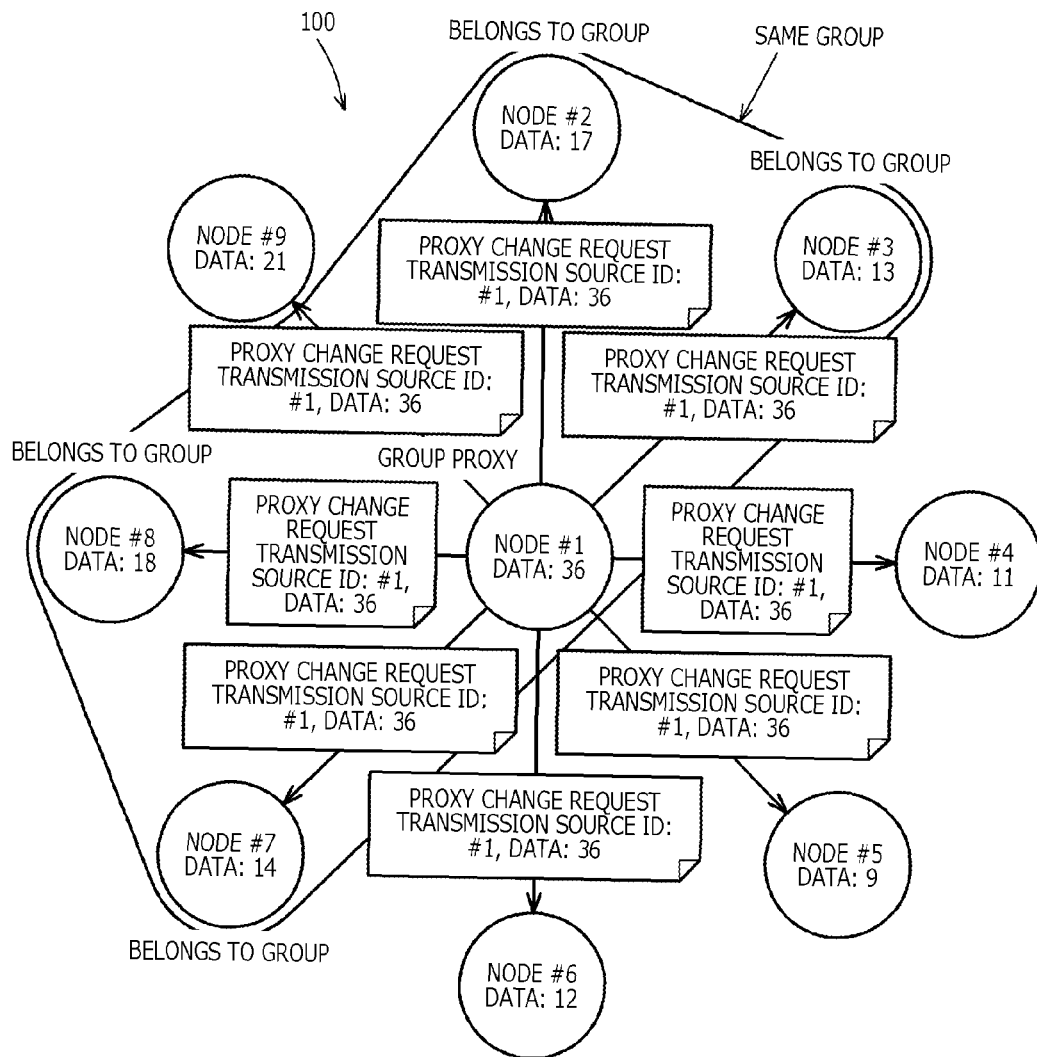 100
BELONGS TO GROUP
SAME GROUP
NODE #2
DATA: 17
BELONGS TO GROUP
NODE #9
DATA: 21
PROXY CHANGE REQUEST
TRANSMISSION SOURCE ID:
#1, DATA: 36
NODE #3
DATA: 13
PROXY CHANGE REQUEST
TRANSMISSION SOURCE ID:
#1, DATA: 36
PROXY CHANGE REQUEST
TRANSMISSION SOURCE ID:
#1, DATA: 36
BELONGS TO GROUP
GROUP PROXY
NODE #8
DATA: 18
PROXY CHANGE
REQUEST
TRANSMISSION
SOURCE ID: #1,
DATA: 36
NODE #1
DATA: 36
PROXY CHANGE
REQUEST
TRANSMISSION
SOURCE ID: #1,
DATA: 36
NODE #4
DATA: 11
PROXY CHANGE REQUEST
TRANSMISSION SOURCE ID:
#1, DATA: 36
PROXY CHANGE REQUEST
TRANSMISSION SOURCE ID:
#1, DATA: 36
PROXY CHANGE REQUEST
TRANSMISSION SOURCE ID:
#1, DATA: 36
NODE #7
DATA: 14
NODE #5
DATA: 9
BELONGS TO GROUP
NODE #6
DATA: 12